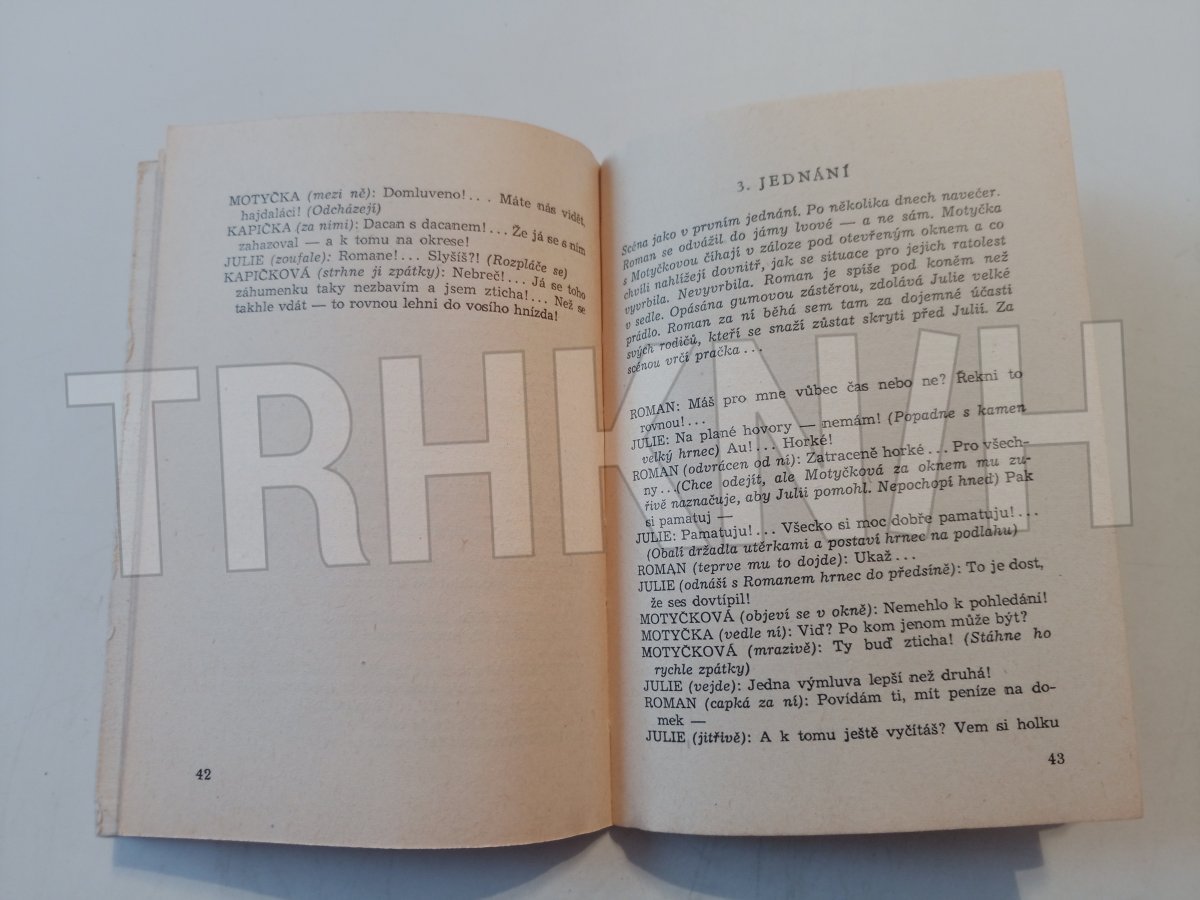 MOTYČKA (mezi ně): Domluveno!... Máte nás vidět,
hajdaláci! (Odcházejí)
KAPIČKA (za nimi): Dacan s dacanem!... Že já se s ním
zahazoval — a k tomu na okrese!
JULIE (zoufale): Romane!... Slyšíš?! (Rozpláče se)
KAPIČKOVÁ (strhne ji zpátky): Nebreč!... Já se toho
záhumenku taky nezbavím a jsem zticha!... Než se
takhle vdát — to rovnou lehni do vosího hnízda!
42
3. JEDNÁNÍ
Scéna jako v prvním jednání. Po několika dnech navečer.
Roman se odvážil do jámy lvové — a ne sám. Motyčka
s Motyčkovou číhají v záloze pod otevřeným oknem a co
chvíli nahlížejí dovnitř, jak se situace pro jejich ratolest
vyvrbila. Nevyvrbila. Roman je spíše pod koněm než
v sedle. Opásána gumovou zástěrou, zdolává Julie velké
prádlo. Roman za ní běhá sem tam za dojemné účasti
svých rodičů, kteří se snaží zůstat skryti před Julií. Za
scénou vrčí pračka...
ROMAN: Máš pro mne vůbec čas nebo ne? Řekni to
rovnou!...
JULIE: Na plané hovory — nemám! (Popadne s kamen
velký hrnec) Au!... Horké!
ROMAN (odvrácen od ní): Zatraceně horké... Pro všech-
ny...(Chce odejít, ale Motyčková za oknem mu zu-
řivě naznačuje, aby Julii pomohl. Nepochopí hned) Pak
si pamatuj —
JULIE: Pamatuju!... Všecko si moc dobře pamatuju!...
(Obalí držadla utěrkami a postaví hrnec na podlahu)
ROMAN (teprve mu to dojde): Ukaž...
JULIE (odnáší s Romanem hrnec do předsíně): To je dost,
že ses dovtípil!
MOTYČKOVÁ (objeví se v okně): Nemehlo k pohledání!
MOTYČKA (vedle ní): Viď? Po kom jenom může být?
MOTYČKOVÁ (mrazivě): Ty buď zticha! (Stáhne ho
rychle zpátky)
JULIE (vejde): Jedna výmluva lepší než druhá!
ROMAN (capká za ní): Povídám ti, mít peníze na do-
mek —
JULIE (jitřivě): A k tomu ještě vyčítáš? Vem si holku
43
TRHKNIH